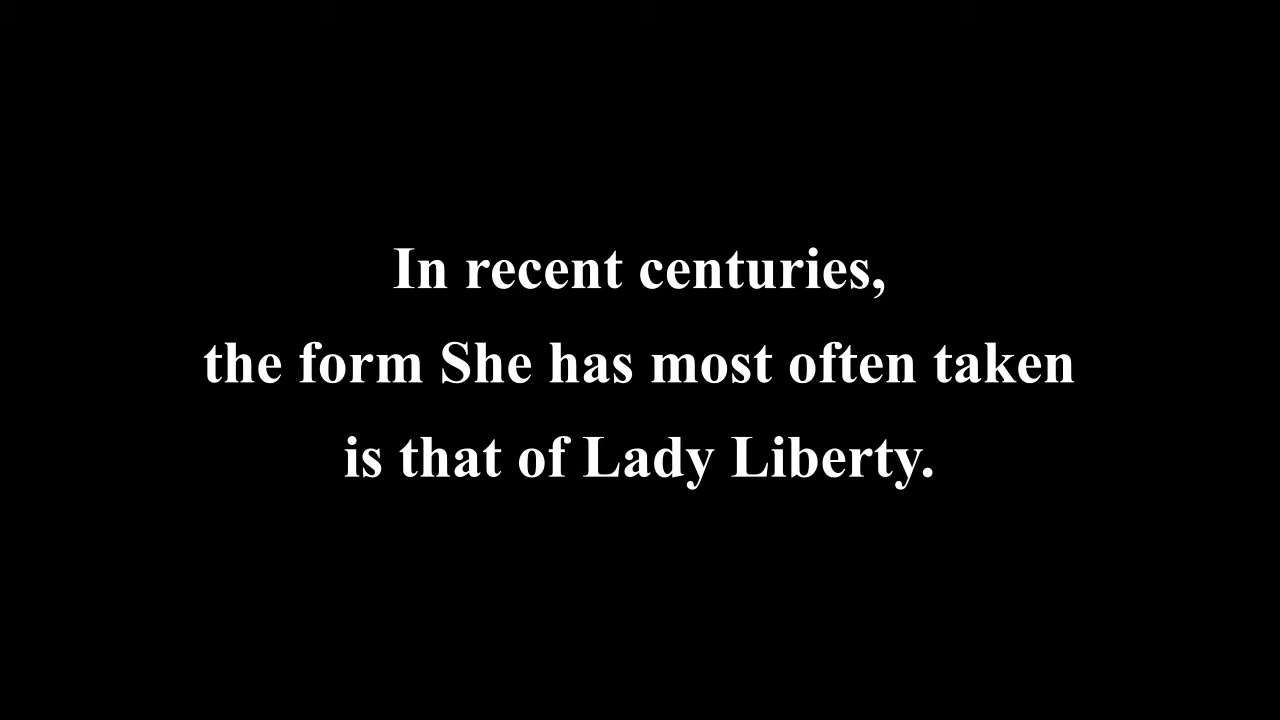 In recent centuries,
the form She has most often taken
is that of Lady Liberty.